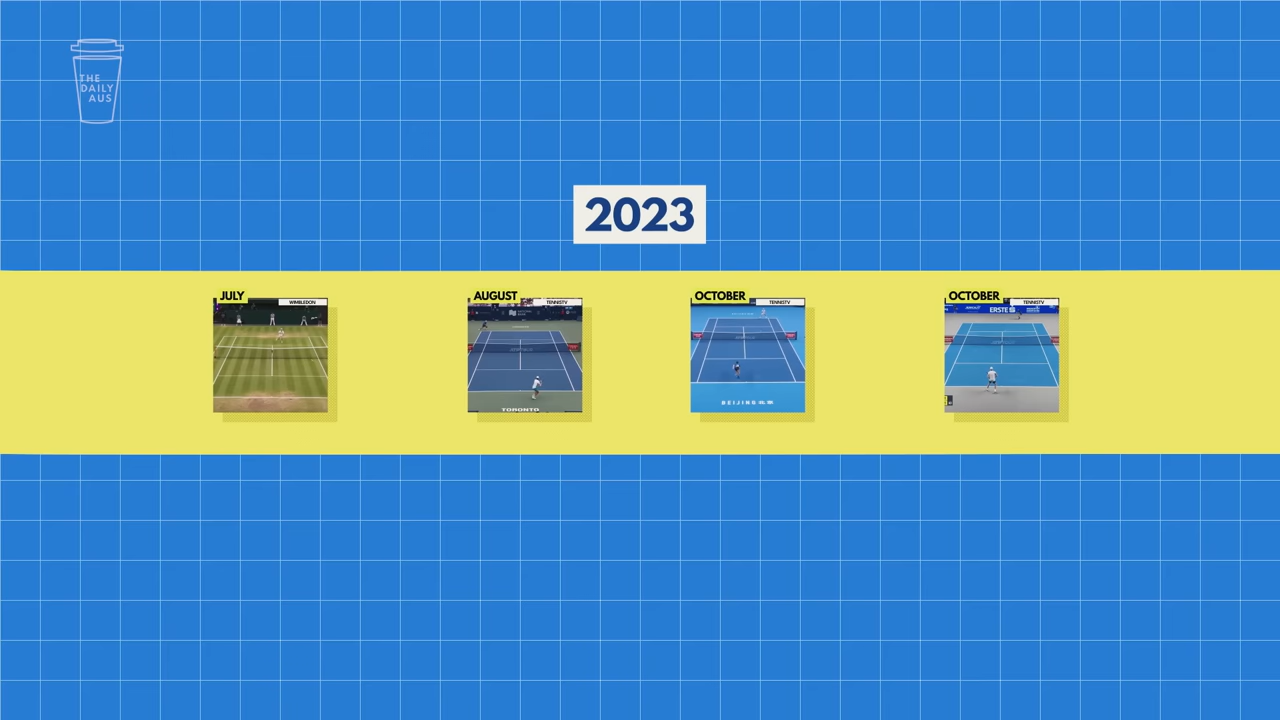 THE
DAILY
AUS
2023
JULY
WIMBLEDON
AUGUST
TENNISTV
TORONTO
OCTOBER
TENNISTV
BEIJING
OCTOBER
TENNISTV
ERSTE